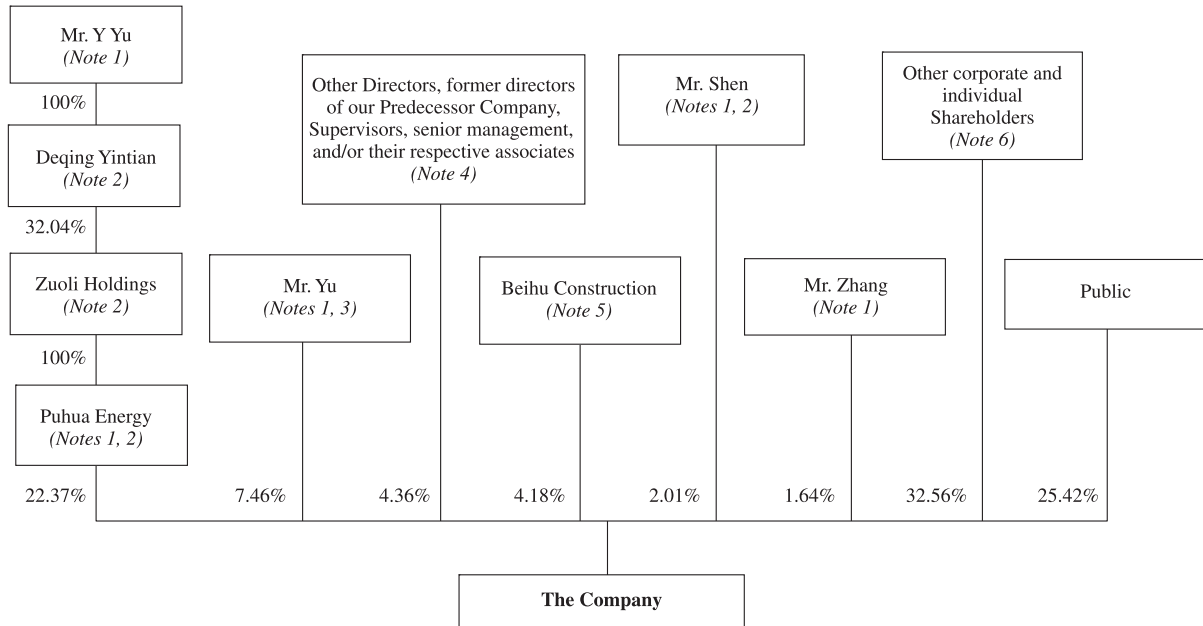 Mr. Y Yu
(Note 1)
100%
Deqing Yintian
(Note 2)
32.04%
Zuoli Holdings
(Note 2)
100%
Puhua Energy
(Notes 1, 2)
22.37%
Mr. Yu
(Notes 1, 3)
7.46%
Other Directors, former directors
of our Predecessor Company,
Supervisors, senior management,
and/or their respective associates
(Note 4)
4.36%
Beihu Construction
(Note 5)
4.18%
Mr. Shen
(Notes 1, 2)
2.01%
Mr. Zhang
(Note 1)
1.64%
Other corporate and
individual
Shareholders
(Note 6)
32.56%
Public
25.42%
The Company